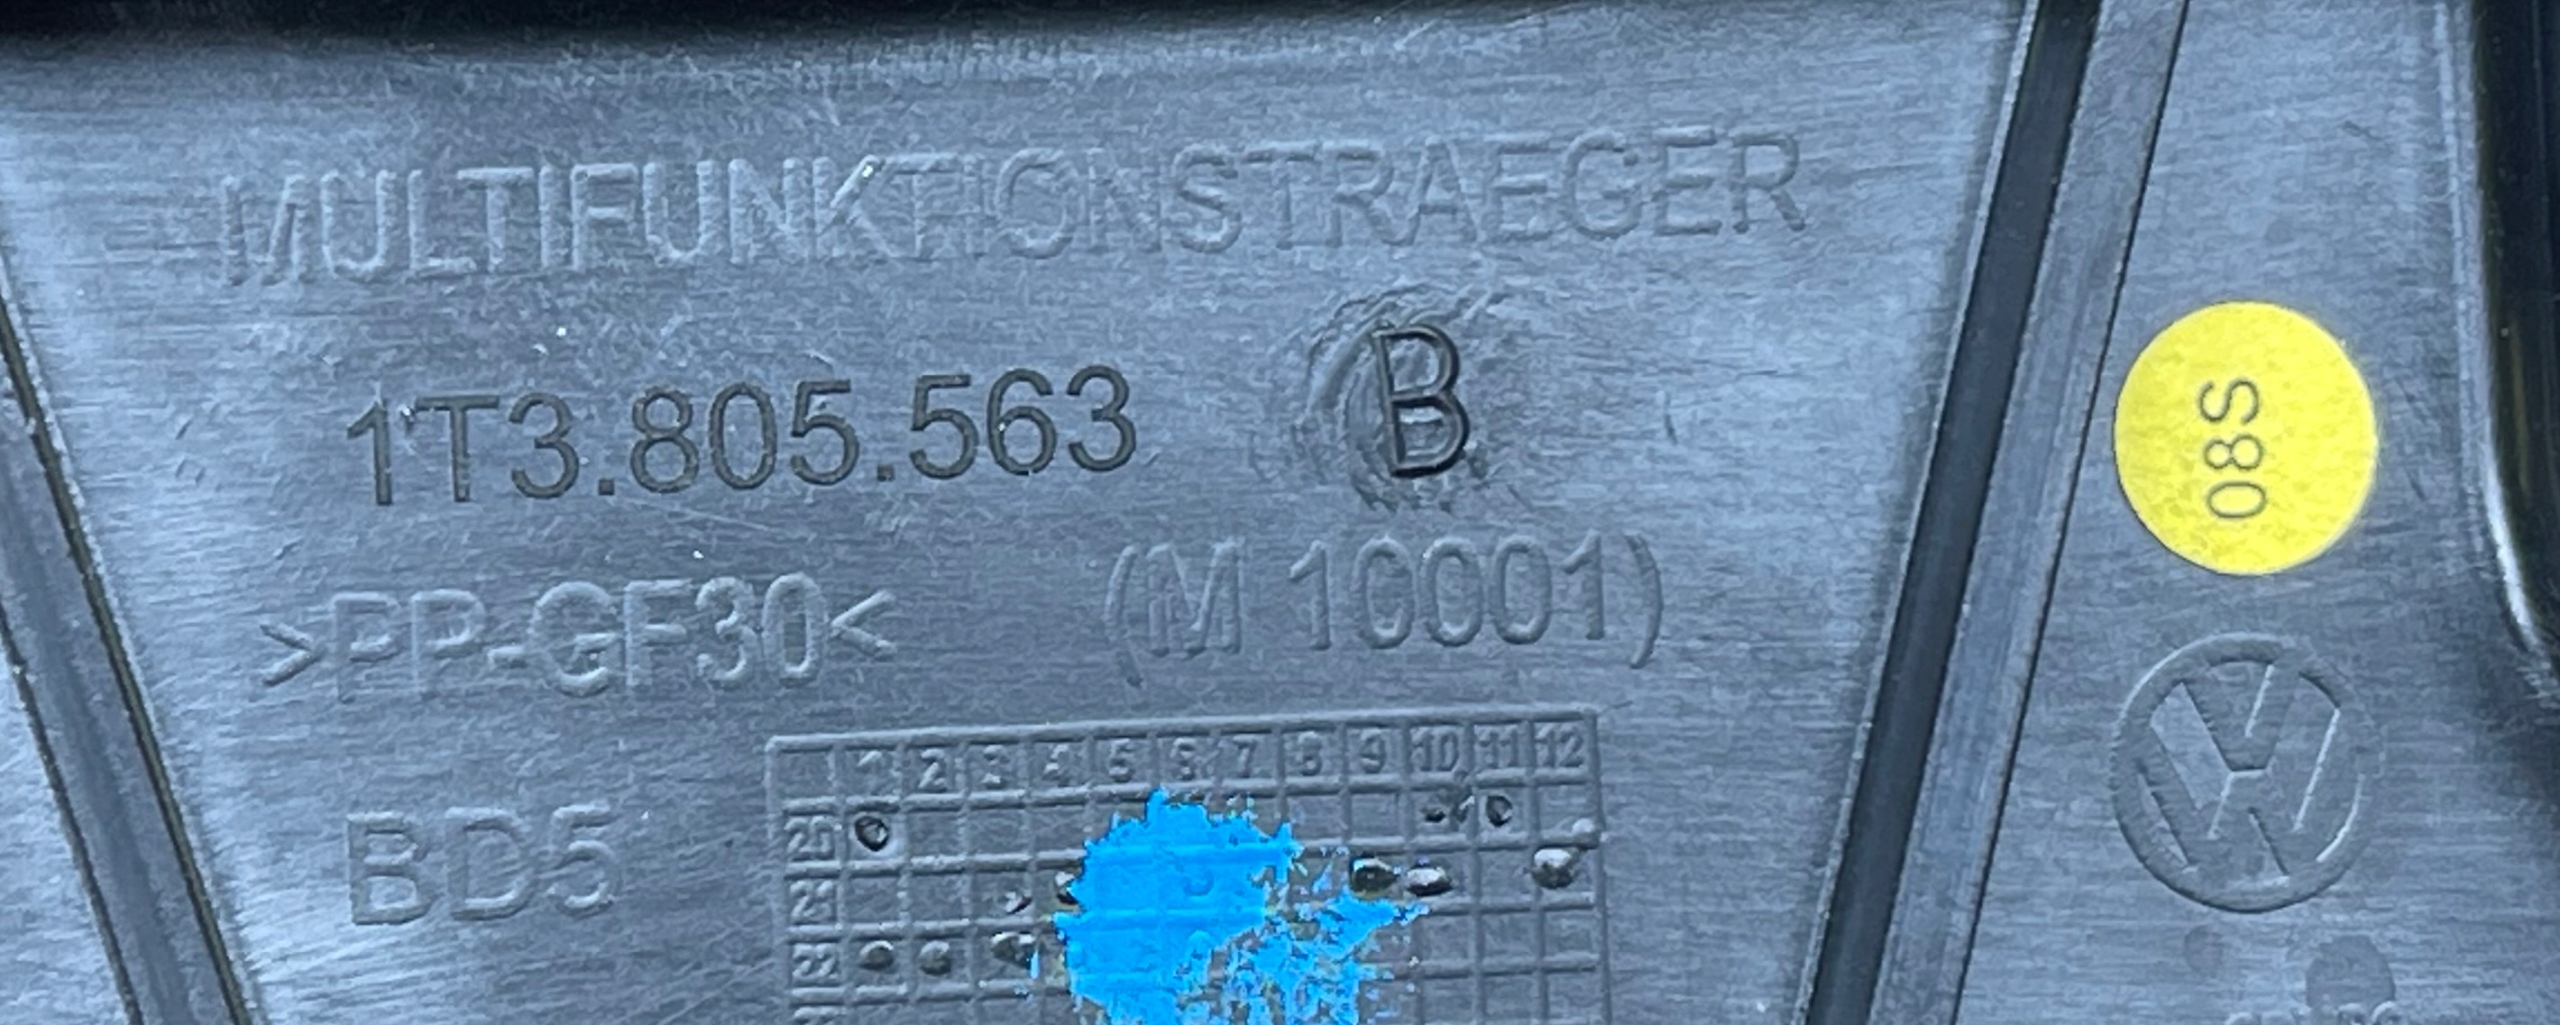 MULTIFUNKTIONSTRAEGER
1T3.805.563 B
>PP-GF30< (M 10001)
BD5
1 2 3 4 5 6 7 8 9 10 11 12
20
21
22
08S
VW